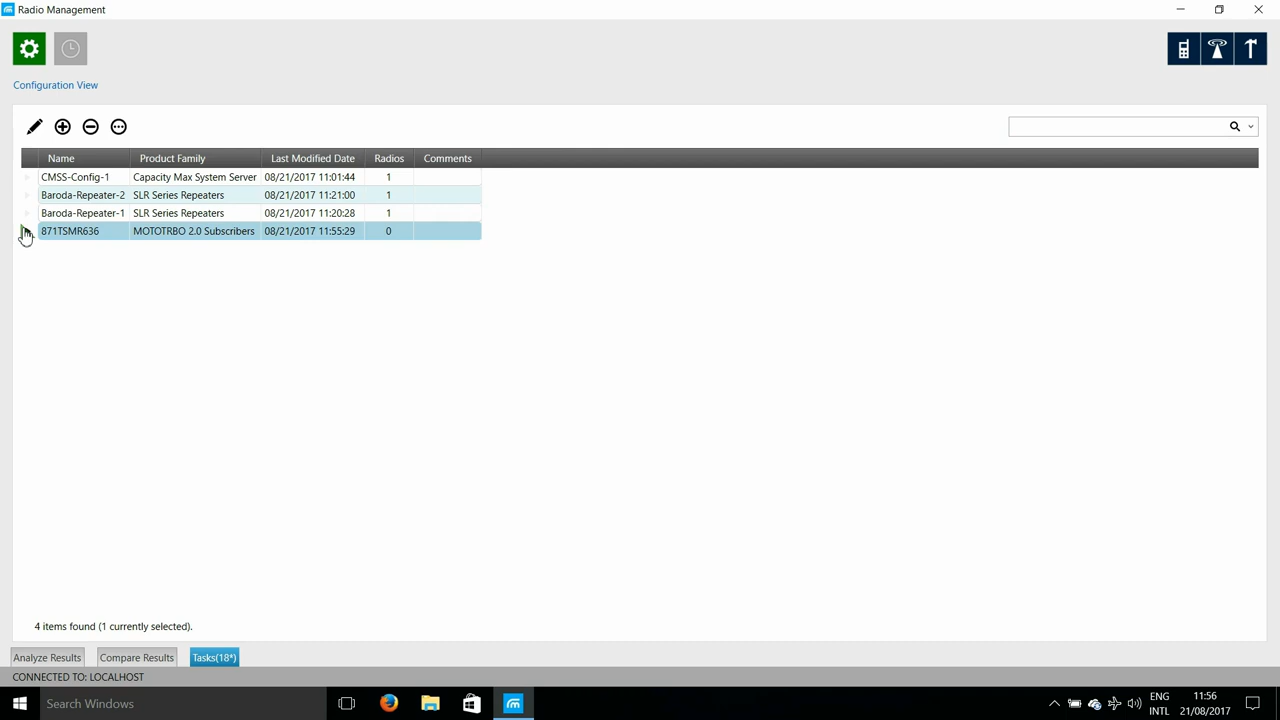 Radio Management
Configuration View
Name Product Family Last Modified Date Radios Comments
CMSS-Config-1 Capacity Max System Server 08/21/2017 11:01:44 1
Baroda-Repeater-2 SLR Series Repeaters 08/21/2017 11:21:00 1
Baroda-Repeater-1 SLR Series Repeaters 08/21/2017 11:20:28 1
871TSMR636 MOTOTRBO 2.0 Subscribers 08/21/2017 11:55:29 0
4 items found (1 currently selected).
Analyze Results Compare Results Tasks(18*)
CONNECTED TO: LOCALHOST
Search Windows
ENG 11:56
INTL 21/08/2017